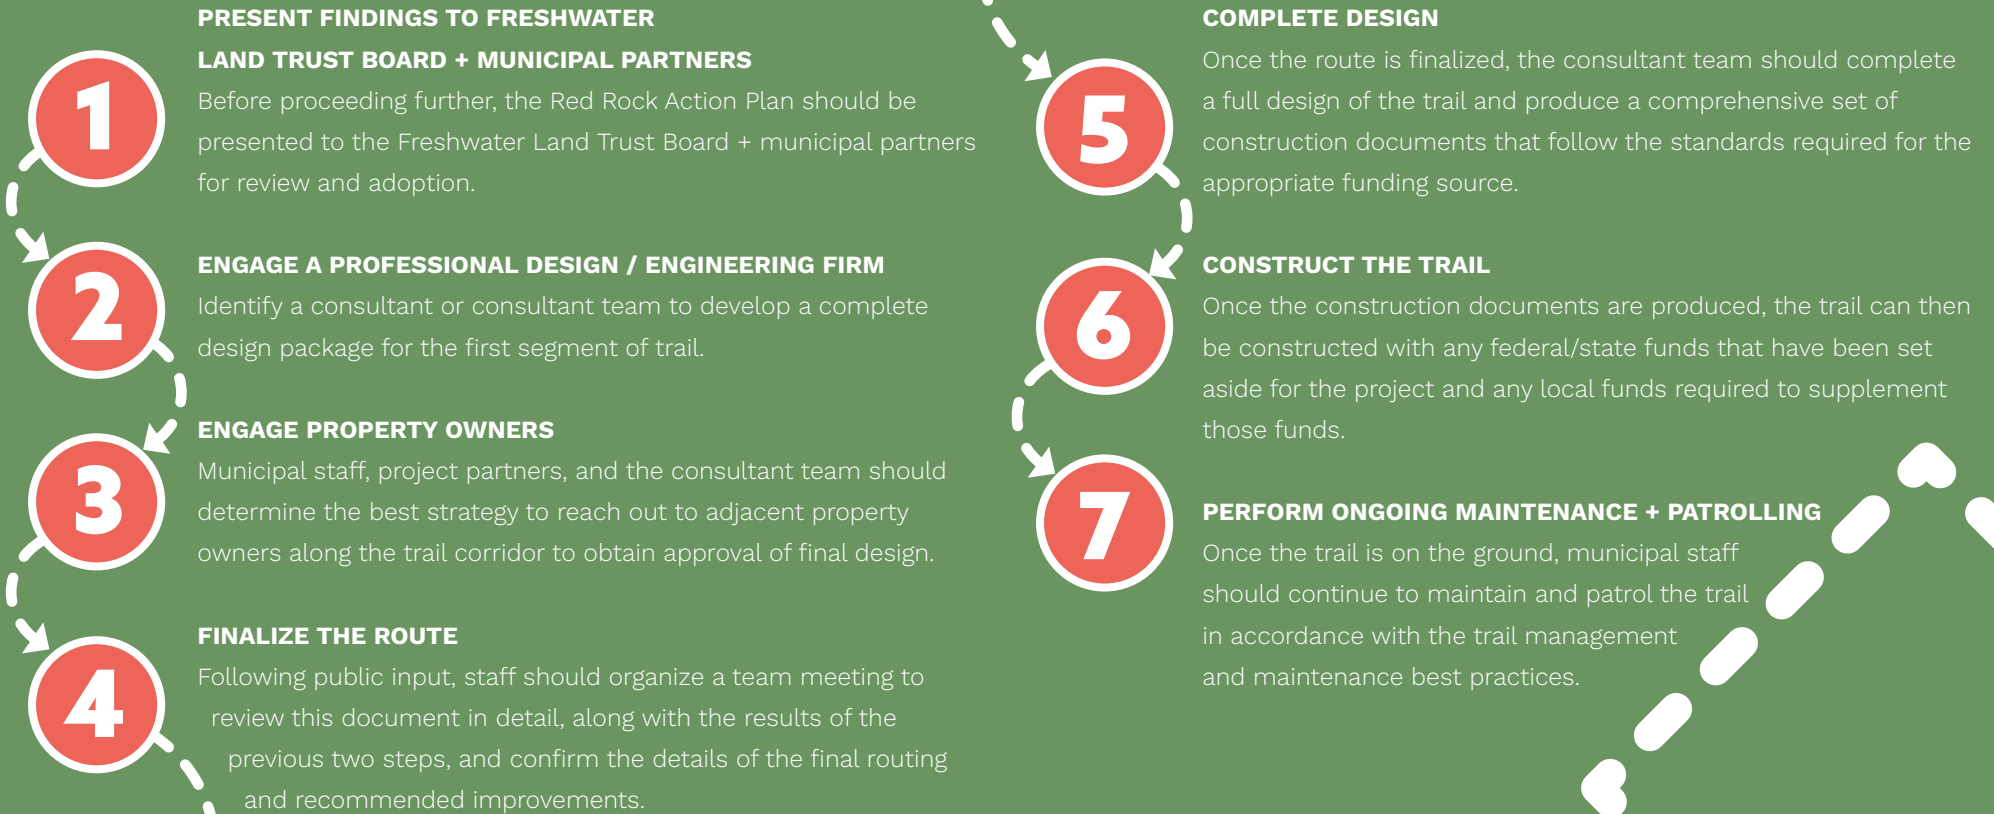 1
PRESENT FINDINGS TO FRESHWATER
LAND TRUST BOARD + MUNICIPAL PARTNERS
Before proceeding further, the Red Rock Action Plan should be
presented to the Freshwater Land Trust Board + municipal partners
for review and adoption.
2
ENGAGE A PROFESSIONAL DESIGN / ENGINEERING FIRM
Identify a consultant or consultant team to develop a complete
design package for the first segment of trail.
3
ENGAGE PROPERTY OWNERS
Municipal staff, project partners, and the consultant team should
determine the best strategy to reach out to adjacent property
owners along the trail corridor to obtain approval of final design.
4
FINALIZE THE ROUTE
Following public input, staff should organize a team meeting to
review this document in detail, along with the results of the
previous two steps, and confirm the details of the final routing
and recommended improvements.
5
COMPLETE DESIGN
Once the route is finalized, the consultant team should complete
a full design of the trail and produce a comprehensive set of
construction documents that follow the standards required for the
appropriate funding source.
6
CONSTRUCT THE TRAIL
Once the construction documents are produced, the trail can then
be constructed with any federal/state funds that have been set
aside for the project and any local funds required to supplement
those funds.
7
PERFORM ONGOING MAINTENANCE + PATROLLING
Once the trail is on the ground, municipal staff
should continue to maintain and patrol the trail
in accordance with the trail management
and maintenance best practices.